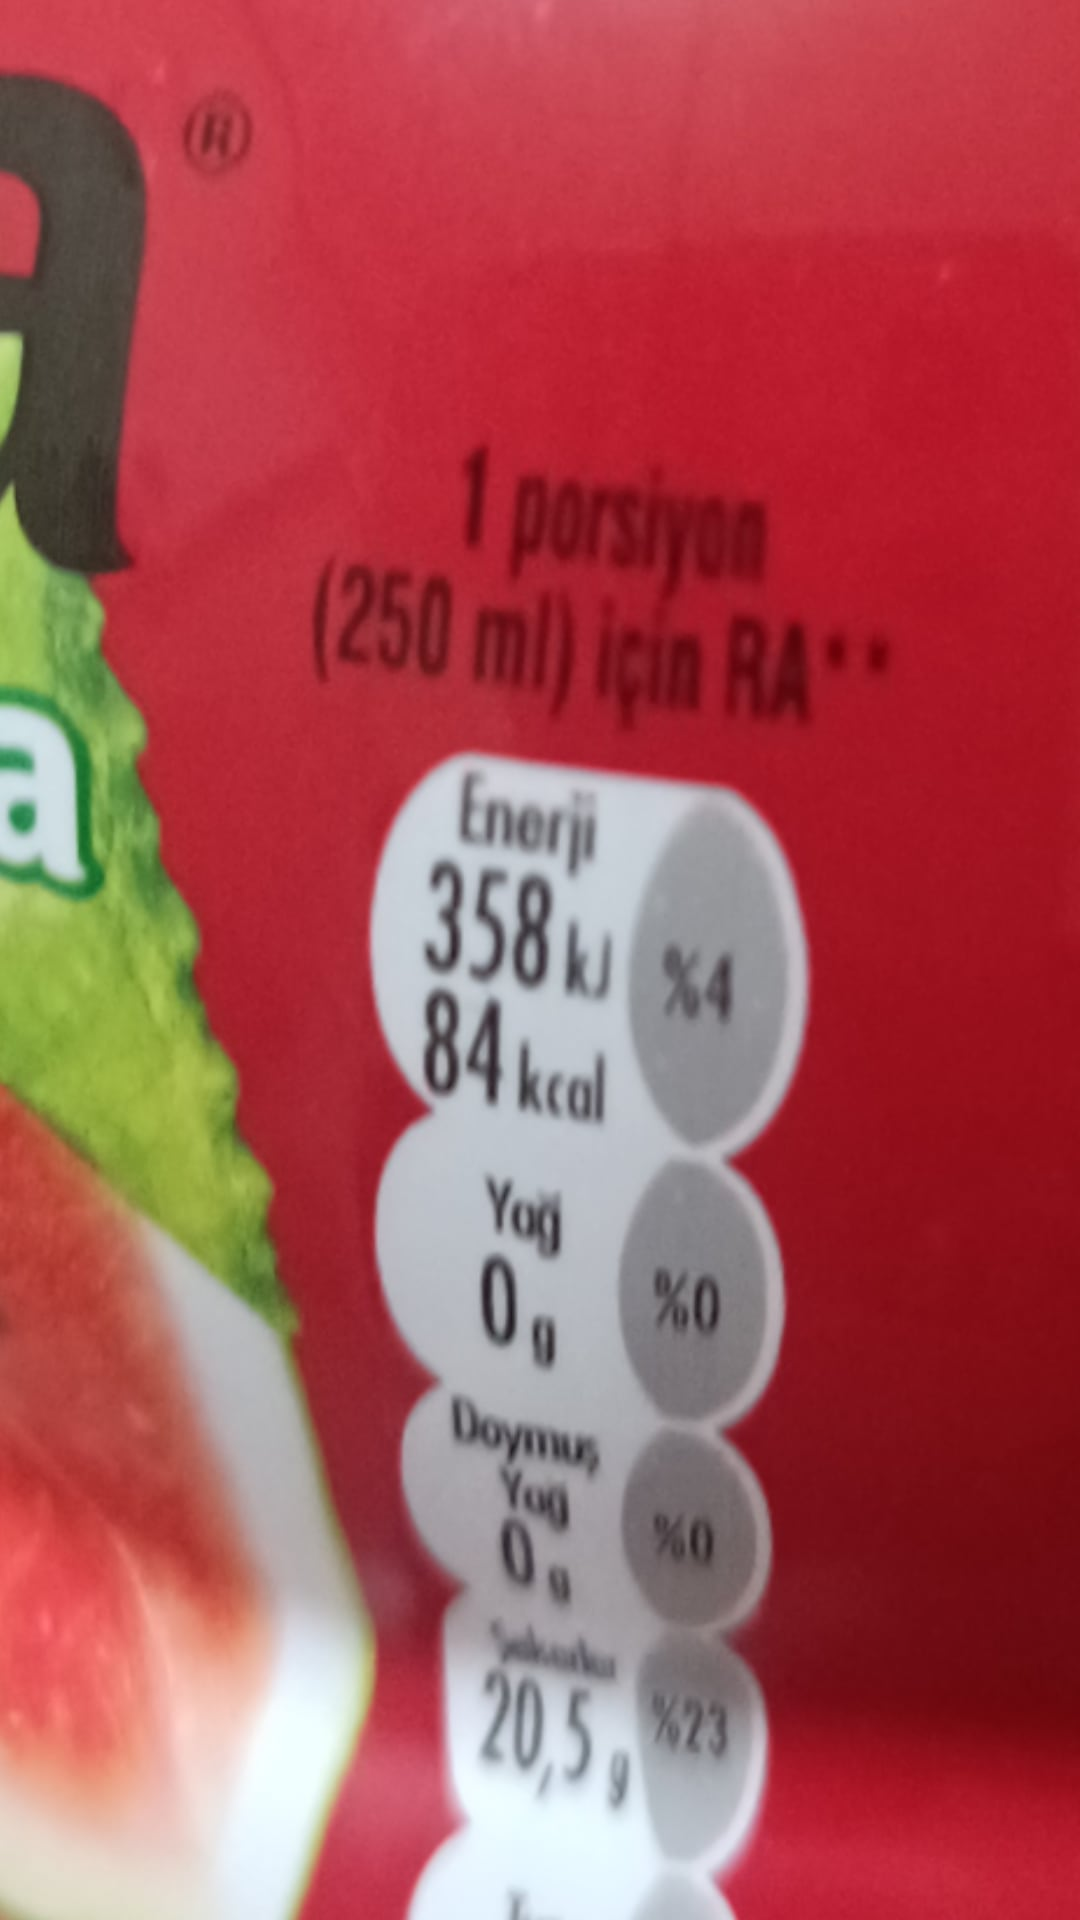 A®
a
1 porsiyon
(250 ml) için RA**
Enerji
358 kJ
84 kcal
%4
Yağ
0 g
%0
Doymuş
Yağ
0 g
%0
Şekerler
20,5 g
%23